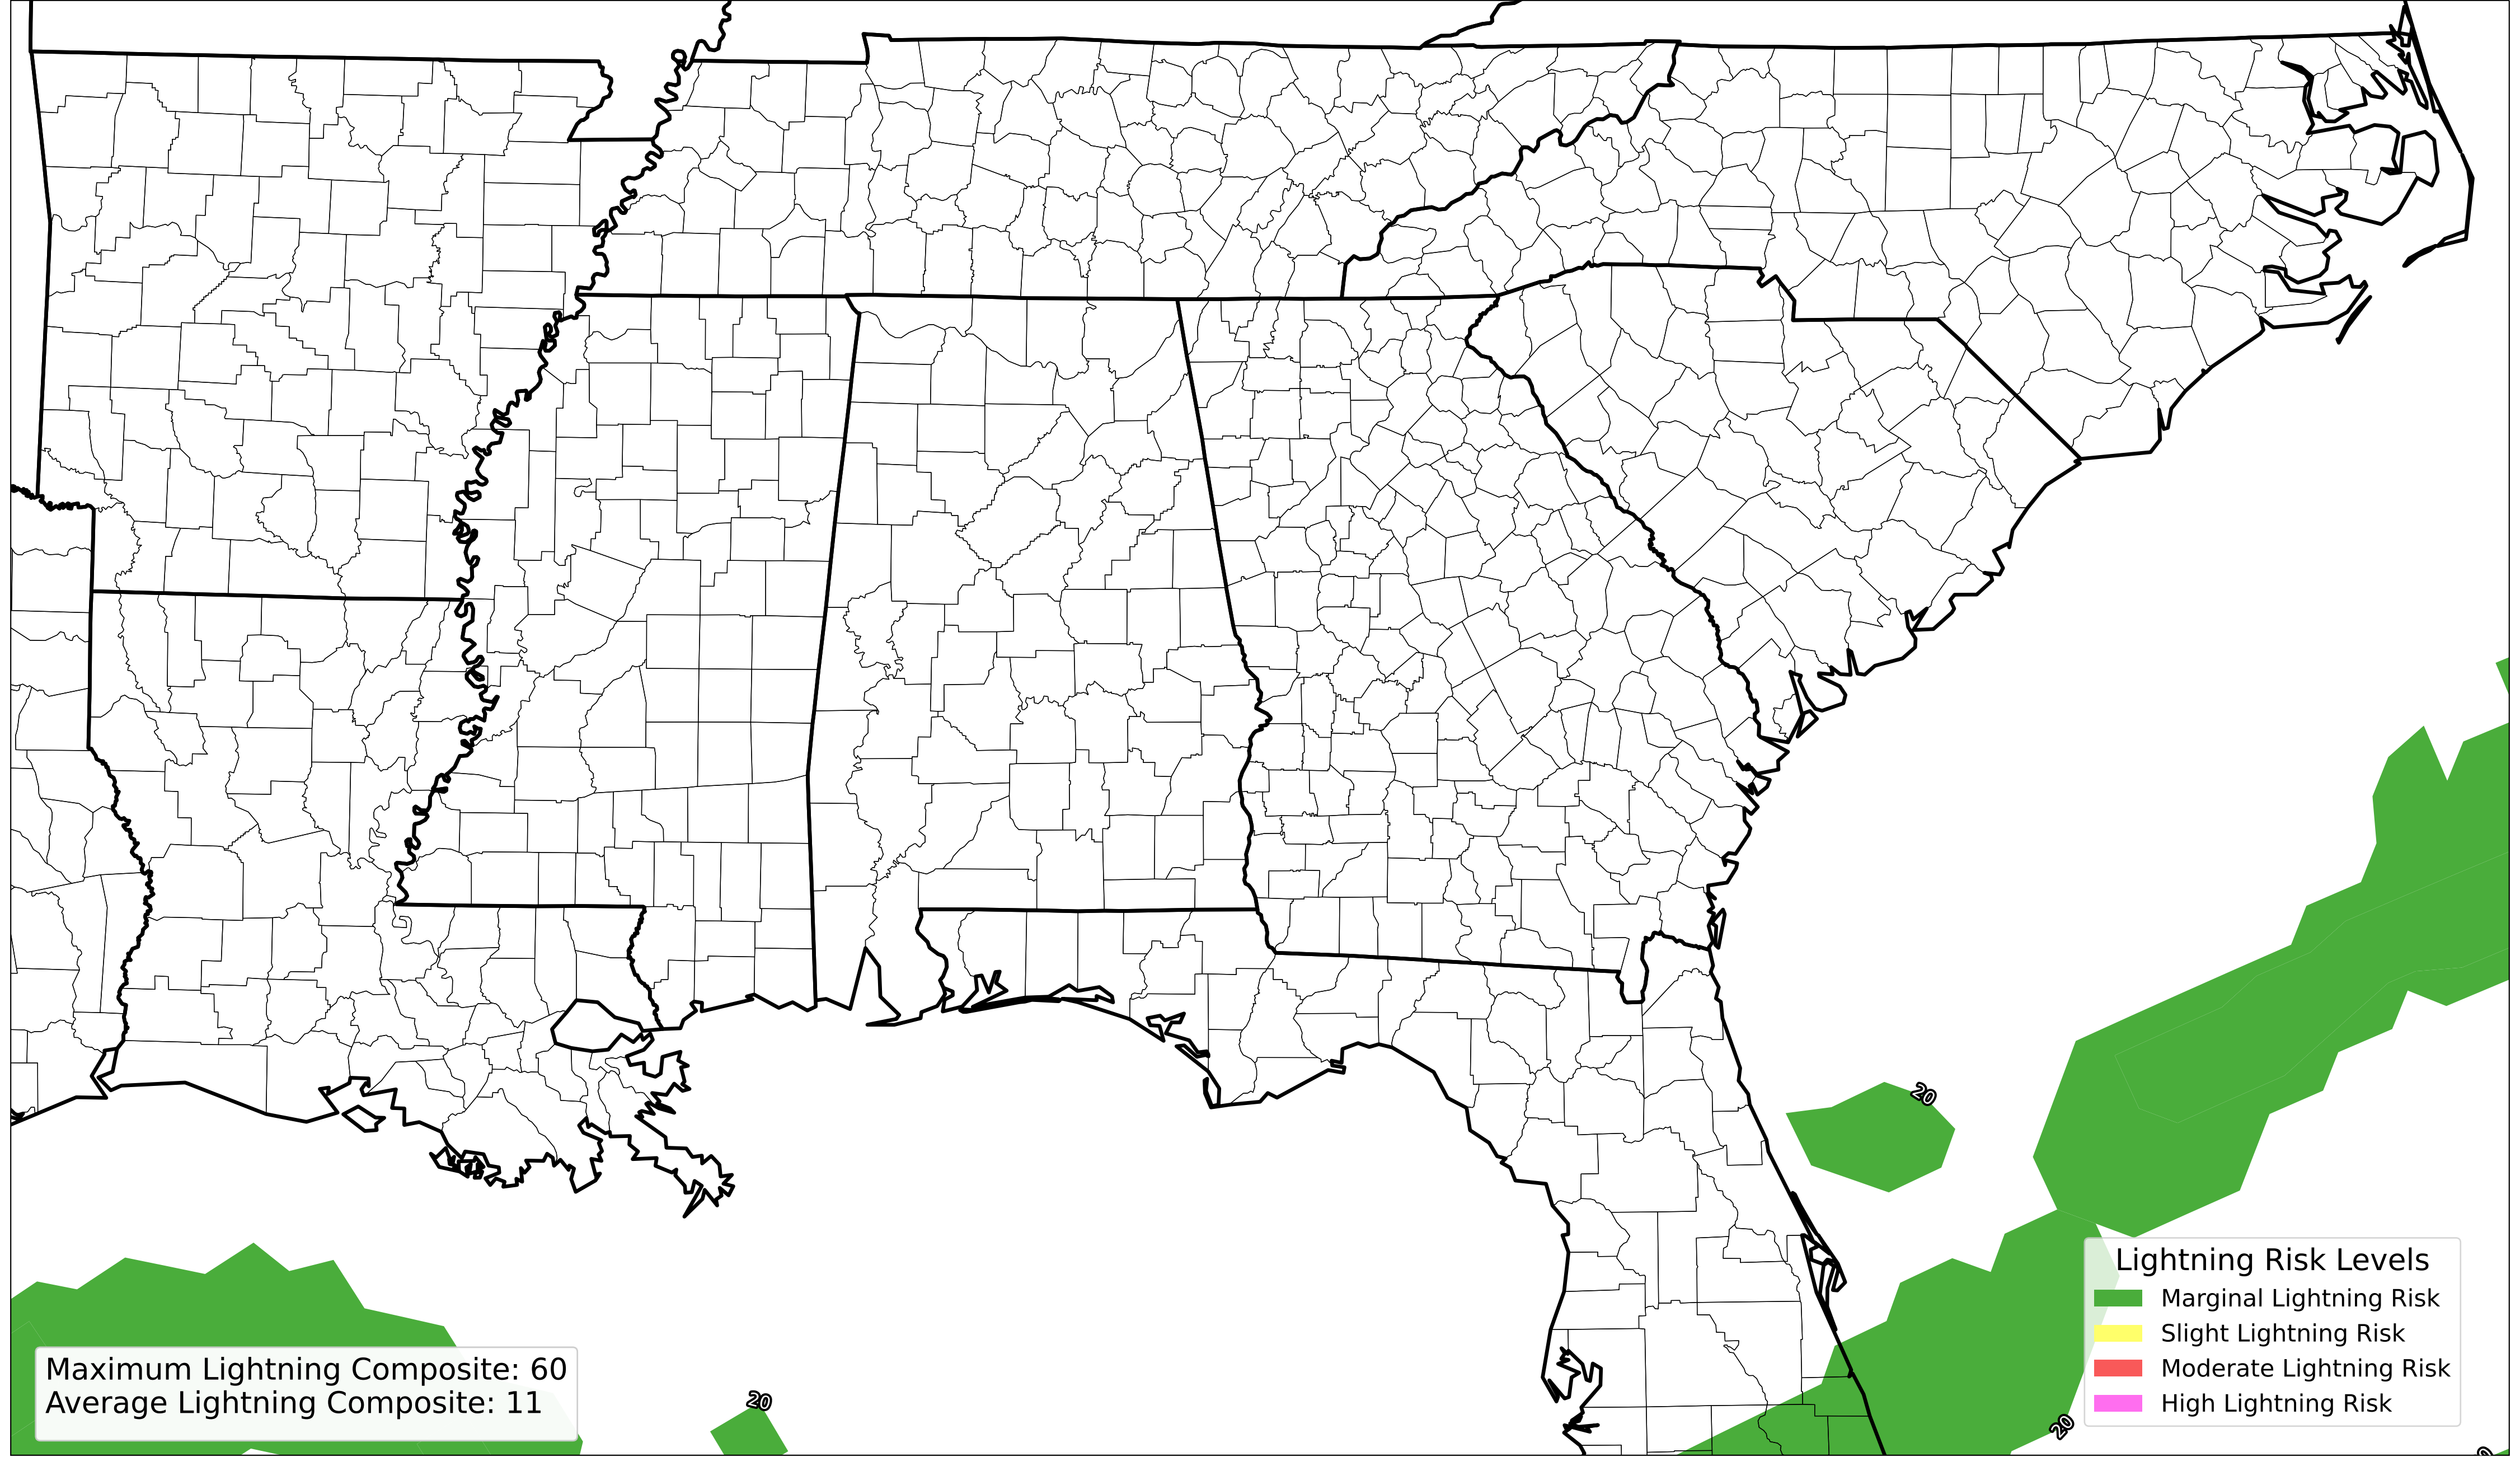 20
Lightning Risk Levels
Marginal Lightning Risk
Slight Lightning Risk
Moderate Lightning Risk
High Lightning Risk
Maximum Lightning Composite: 60
Average Lightning Composite: 11
20
20